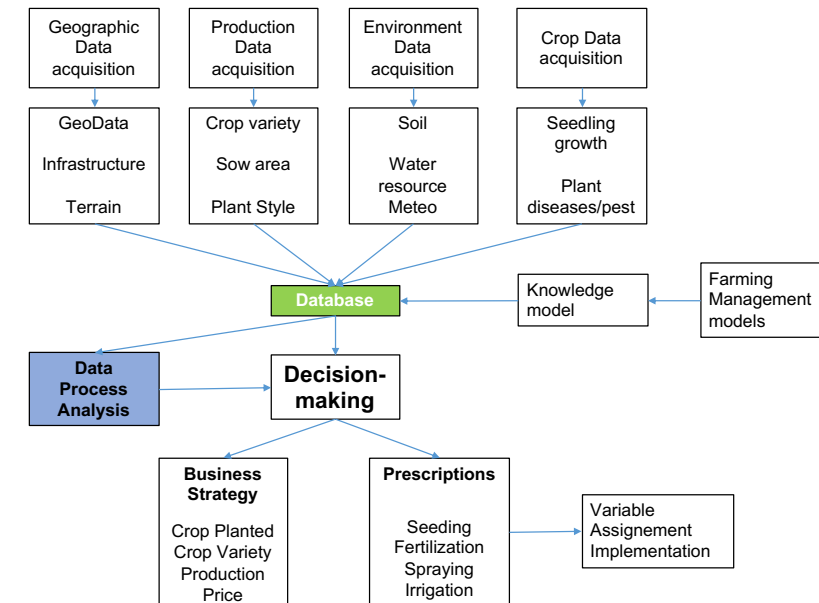 Geographic
Data
acquisition
Production
Data
acquisition
Environment
Data
acquisition
Crop Data
acquisition
GeoData
Infrastructure
Terrain
Crop variety
Sow area
Plant Style
Soil
Water
resource
Meteo
Seedling
growth
Plant
diseases/pest
Database
Knowledge
model
Farming
Management
models
Data
Process
Analysis
Decision-
making
Business
Strategy
Crop Planted
Crop Variety
Production
Price
Prescriptions
Seeding
Fertilization
Spraying
Irrigation
Variable
Assignement
Implementation